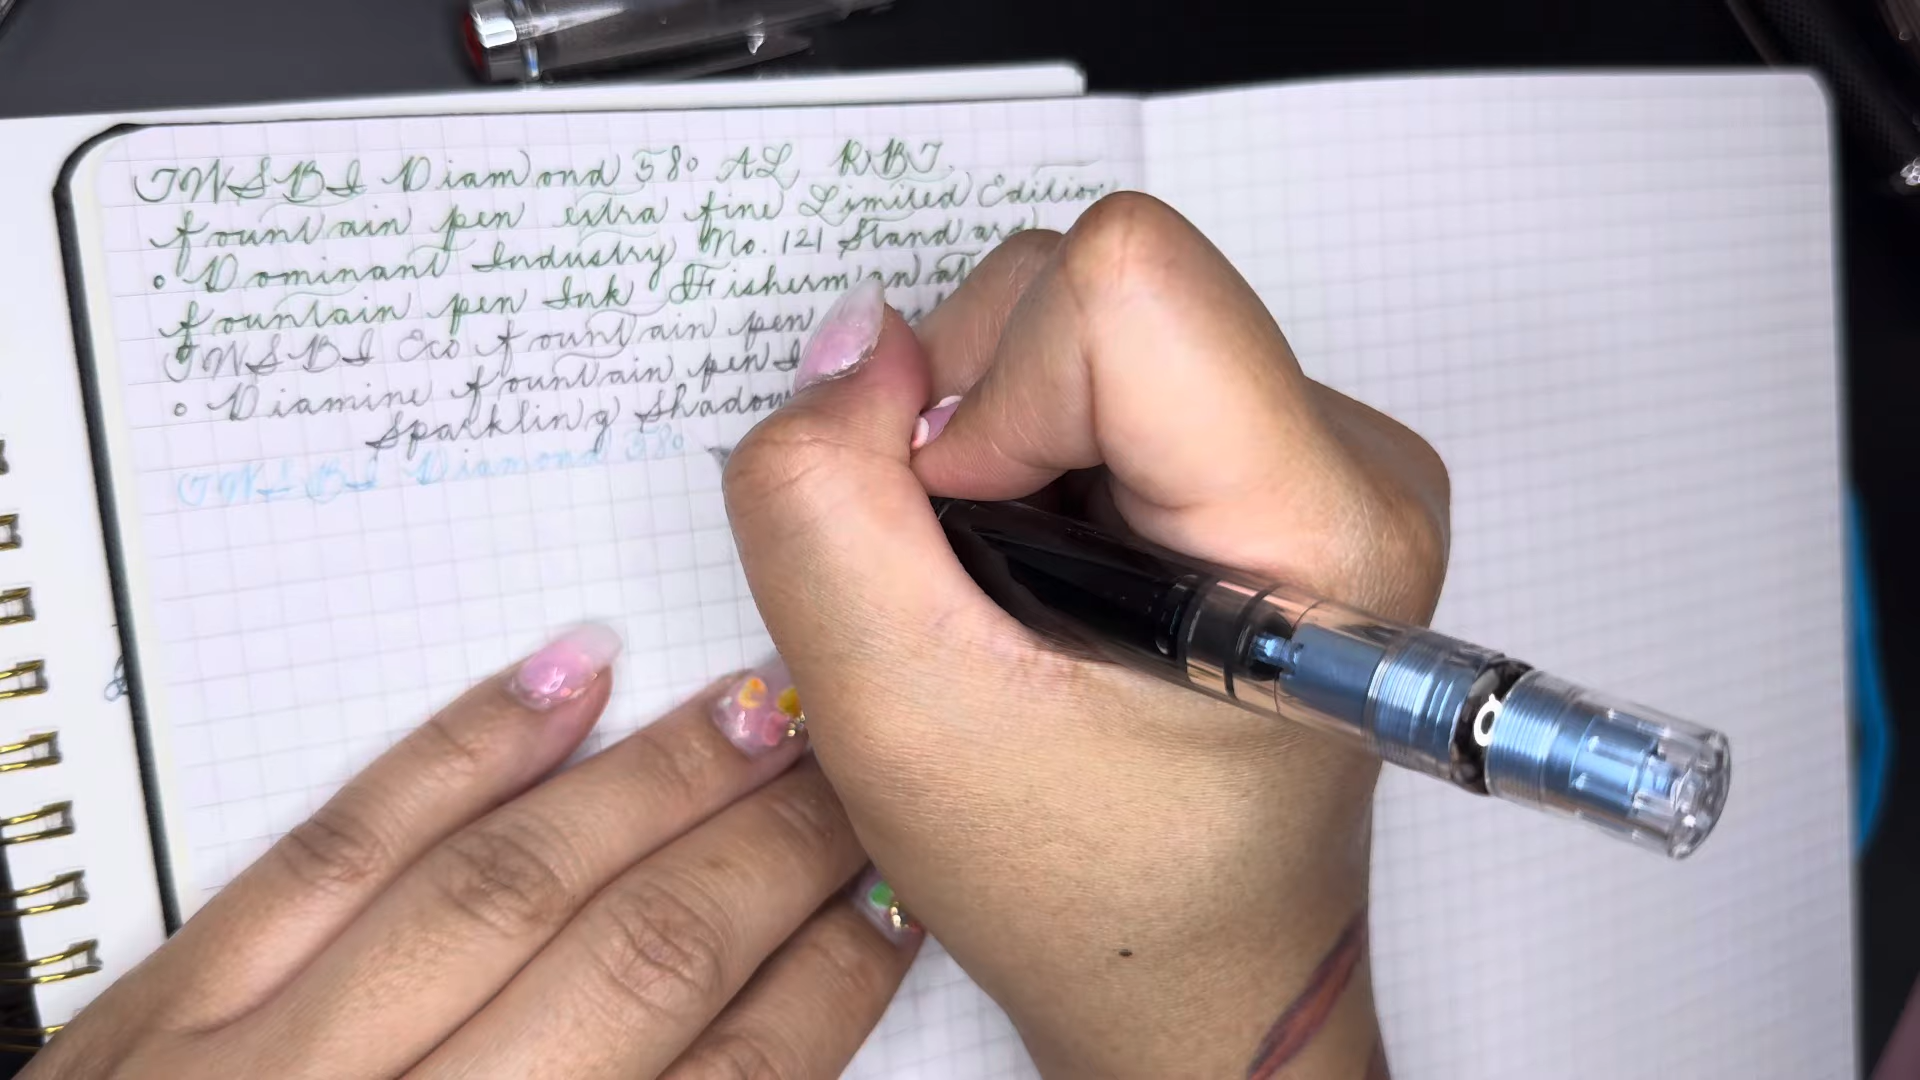 TWSBI Diamond 580 AL RBT
fountain pen extra fine Limited Edition
• Dominant Industry No. 121 Standard
fountain pen Ink Fisherman at
TWSBI Eco fountain pen
• Diamine fountain pen
Sparkling Shadow
TWSBI Diamond 580